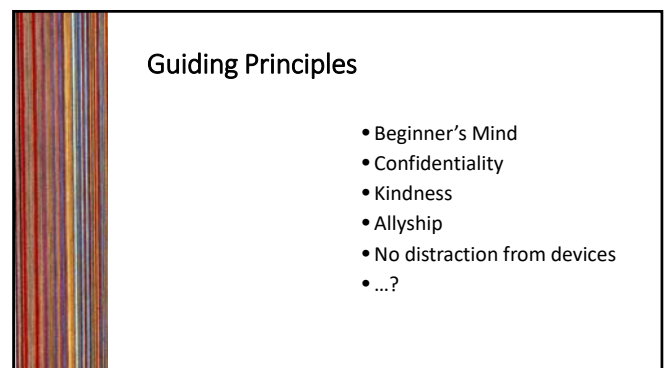 Guiding Principles
• Beginner’s Mind
• Confidentiality
• Kindness
• Allyship
• No distraction from devices
• …?